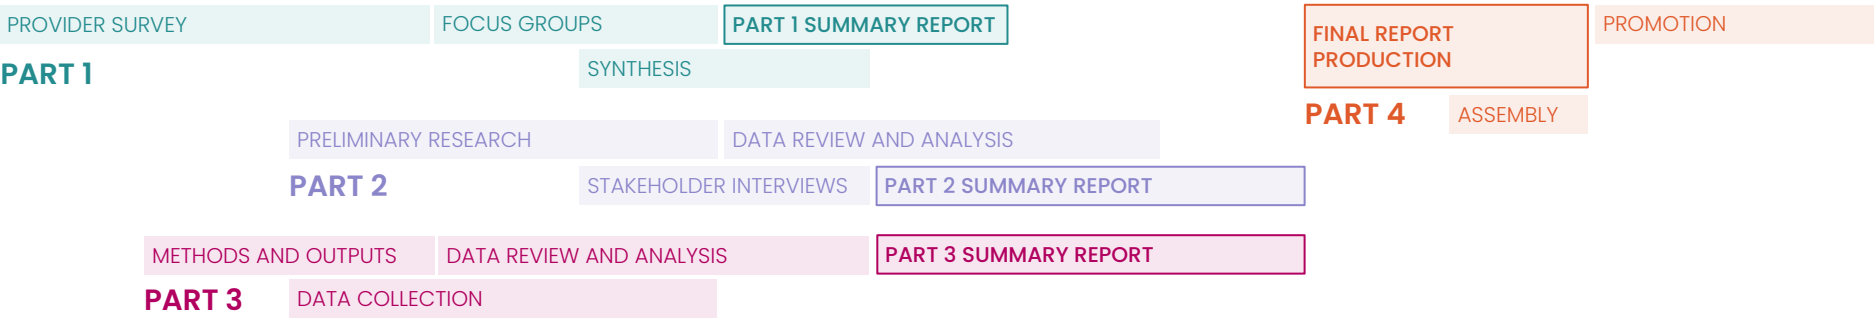 PROVIDER SURVEY
FOCUS GROUPS
PART 1 SUMMARY REPORT
SYNTHESIS
PART 1
PRELIMINARY RESEARCH
DATA REVIEW AND ANALYSIS
PART 2
STAKEHOLDER INTERVIEWS
PART 2 SUMMARY REPORT
METHODS AND OUTPUTS
DATA REVIEW AND ANALYSIS
PART 3 SUMMARY REPORT
PART 3
DATA COLLECTION
FINAL REPORT
PRODUCTION
PROMOTION
PART 4
ASSEMBLY